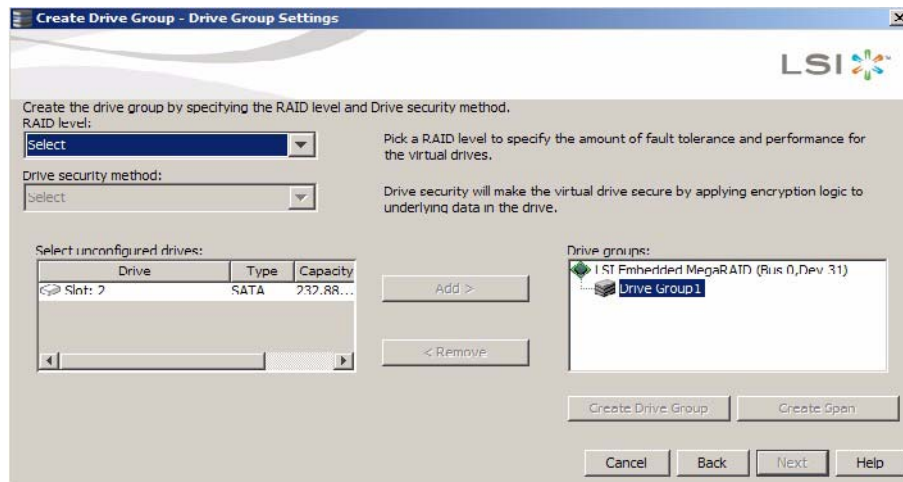 Create Drive Group - Drive Group Settings
LSI
Create the drive group by specifying the RAID level and Drive security method.
RAID level:
Select
Pick a RAID level to specify the amount of fault tolerance and performance for
the virtual drives.
Drive security method:
Select
Drive security will make the virtual drive secure by applying encryption logic to
underlying data in the drive.
Select unconfigured drives:
Drive Type Capacity
Slot: 2 SATA 232.88...
Add >
< Remove
Drive groups:
LSI Embedded MegaRAID (Bus 0,Dev 31)
Drive Group1
Create Drive Group
Create Span
Cancel
Back
Next
Help